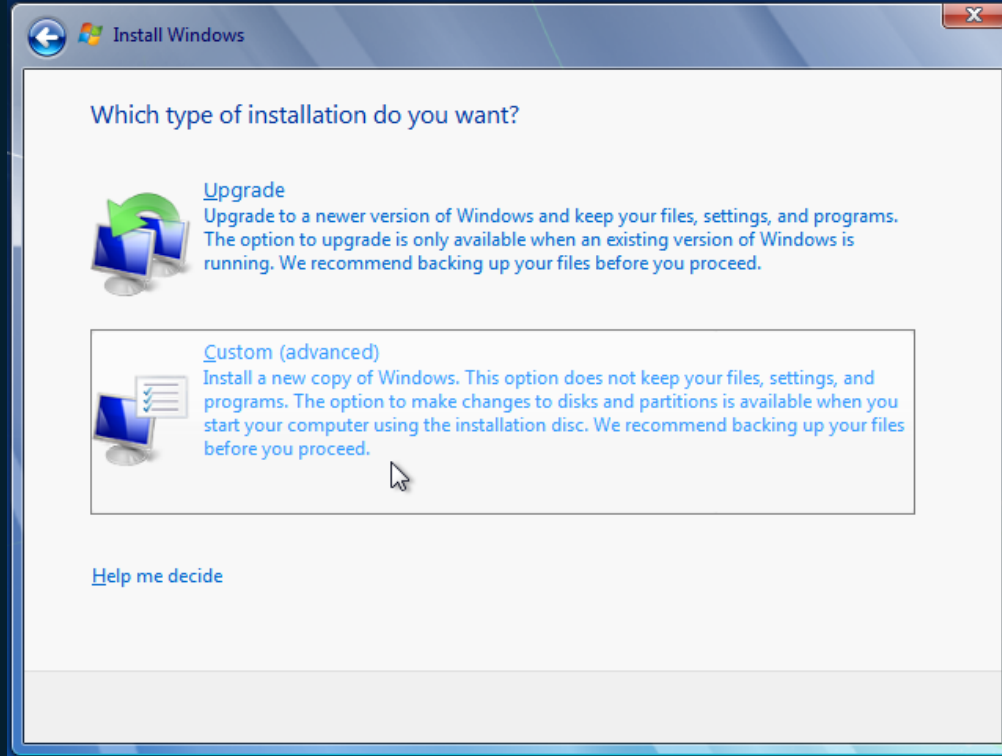 Install Windows
Which type of installation do you want?
Upgrade
Upgrade to a newer version of Windows and keep your files, settings, and programs.
The option to upgrade is only available when an existing version of Windows is
running. We recommend backing up your files before you proceed.
Custom (advanced)
Install a new copy of Windows. This option does not keep your files, settings, and
programs. The option to make changes to disks and partitions is available when you
start your computer using the installation disc. We recommend backing up your files
before you proceed.
Help me decide